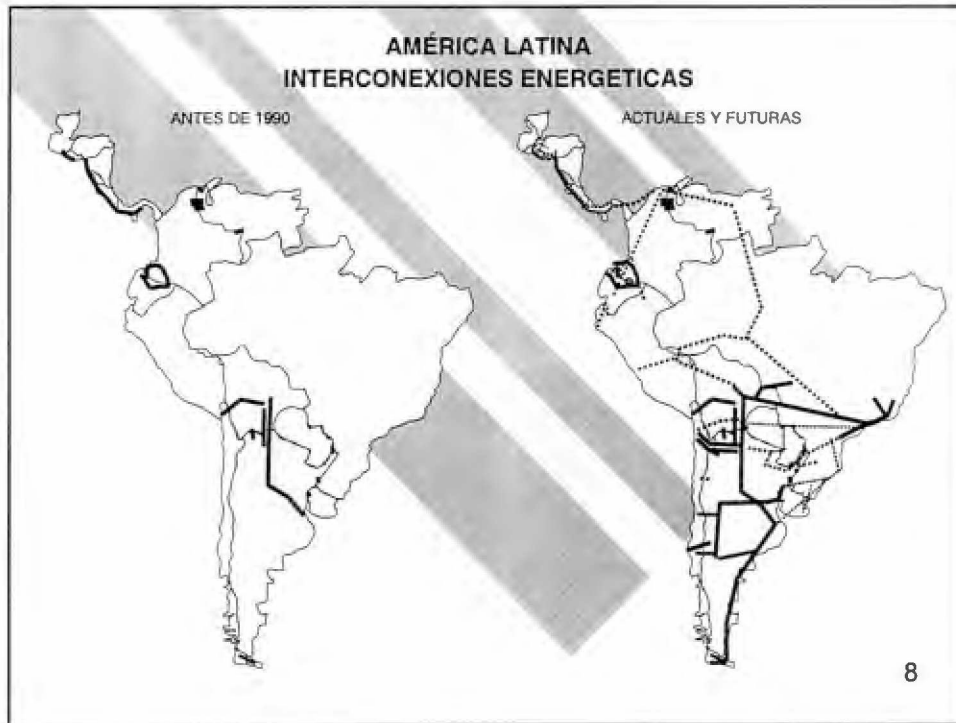 AMÉRICA LATINA
INTERCONEXIONES ENERGETICAS
ANTES DE 1990
ACTUALES Y FUTURAS
8